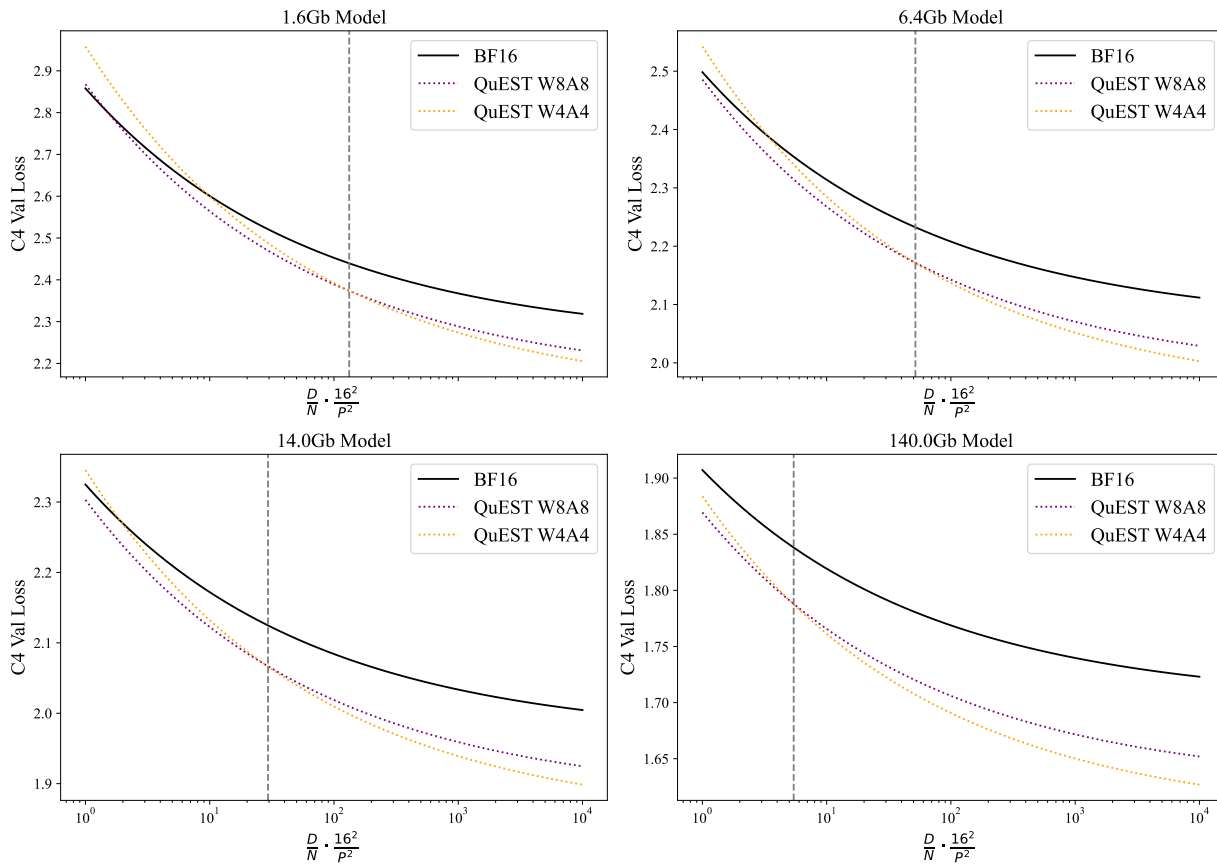 1.6Gb Model
BF16
QuEST W8A8
QuEST W4A4
2.9
2.8
2.7
2.6
2.5
2.4
2.3
2.2
C4 Val Loss
D/N · 16²/P²
6.4Gb Model
BF16
QuEST W8A8
QuEST W4A4
2.5
2.4
2.3
2.2
2.1
2.0
C4 Val Loss
D/N · 16²/P²
14.0Gb Model
BF16
QuEST W8A8
QuEST W4A4
2.3
2.2
2.1
2.0
1.9
C4 Val Loss
10⁰ 10¹ 10² 10³ 10⁴
D/N · 16²/P²
140.0Gb Model
BF16
QuEST W8A8
QuEST W4A4
1.90
1.85
1.80
1.75
1.70
1.65
C4 Val Loss
10⁰ 10¹ 10² 10³ 10⁴
D/N · 16²/P²